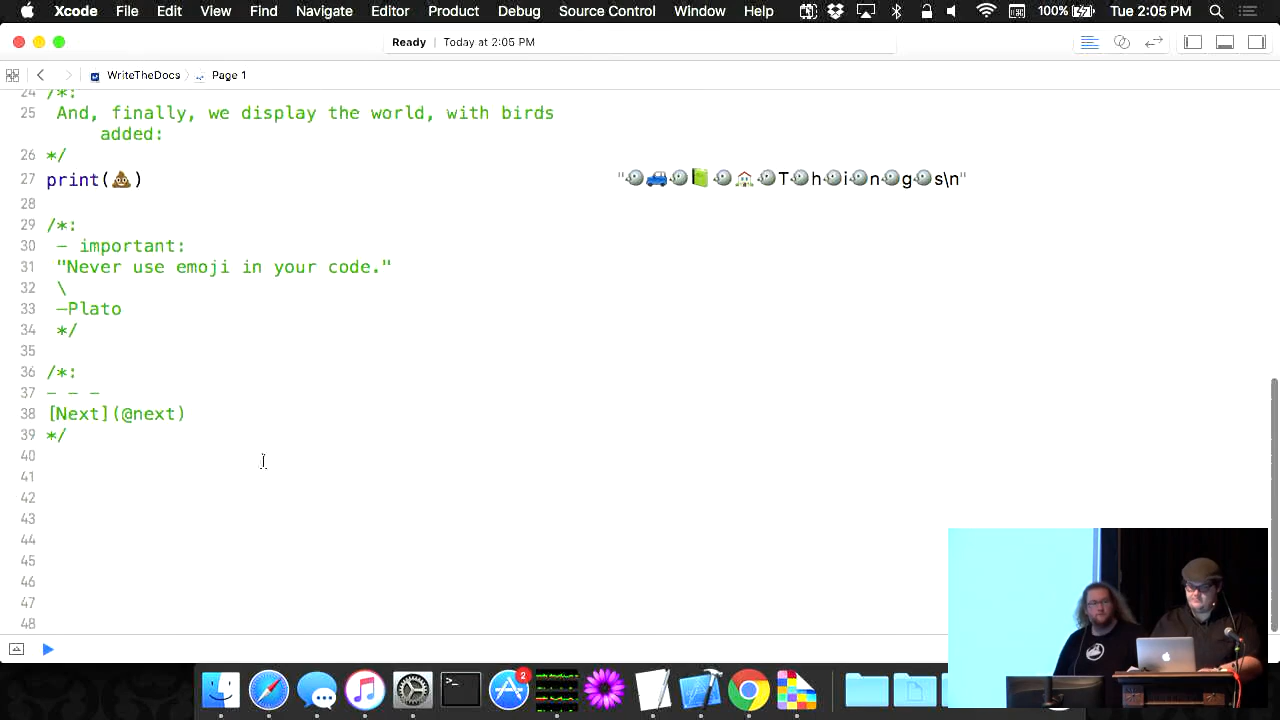 Xcode File Edit View Find Navigate Editor Product Debug Source Control Window Help 100% Tue 2:05 PM
Ready | Today at 2:05 PM
WriteTheDocs Page 1
24 /*:
25 And, finally, we display the world, with birds
added:
26 */
27 print(💩) "🐦🚙🐦📗🐦🏠🐦T🐦h🐦i🐦n🐦g🐦s\n"
28
29 /*:
30 - important:
31 "Never use emoji in your code."
32 \
33 —Plato
34 */
35
36 /*:
37 - - -
38 [Next](@next)
39 */
40
41
42
43
44
45
46
47
48
2
>_